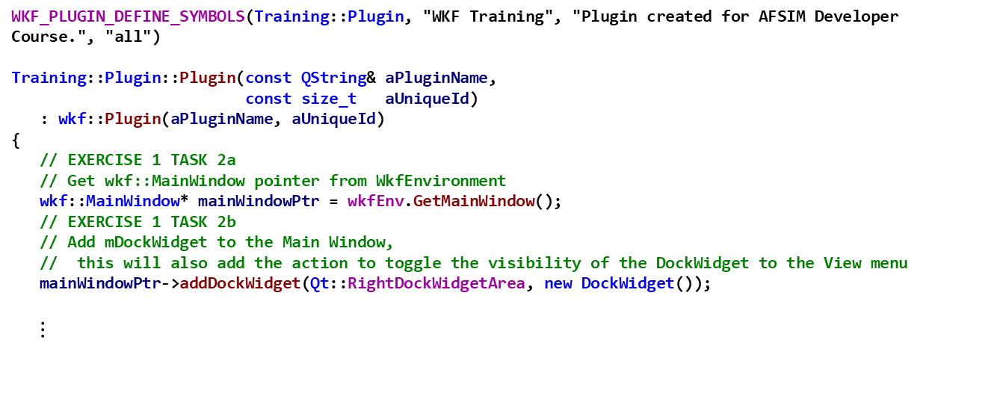 WKF_PLUGIN_DEFINE_SYMBOLS(Training::Plugin, "WKF Training", "Plugin created for AFSIM Developer
Course.", "all")
Training::Plugin::Plugin(const QString& aPluginName,
                         const size_t   aUniqueId)
   : wkf::Plugin(aPluginName, aUniqueId)
{
   // EXERCISE 1 TASK 2a
   // Get wkf::MainWindow pointer from WkfEnvironment
   wkf::MainWindow* mainWindowPtr = wkfEnv.GetMainWindow();
   // EXERCISE 1 TASK 2b
   // Add mDockWidget to the Main Window,
   //  this will also add the action to toggle the visibility of the DockWidget to the View menu
   mainWindowPtr->addDockWidget(Qt::RightDockWidgetArea, new DockWidget());
   ⋮